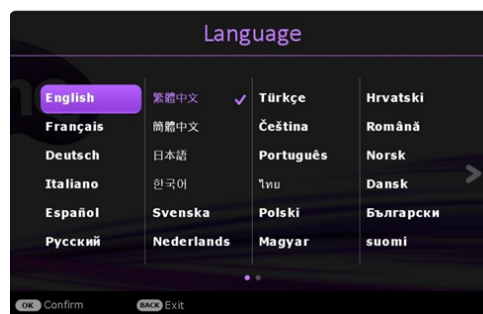 Language
English
Français
Deutsch
Italiano
Español
Русский
繁體中文
簡體中文
日本語
한국어
Svenska
Nederlands
Türkçe
Čeština
Português
ไทย
Polski
Magyar
Hrvatski
Română
Norsk
Dansk
Български
suomi
OK Confirm
BACK Exit